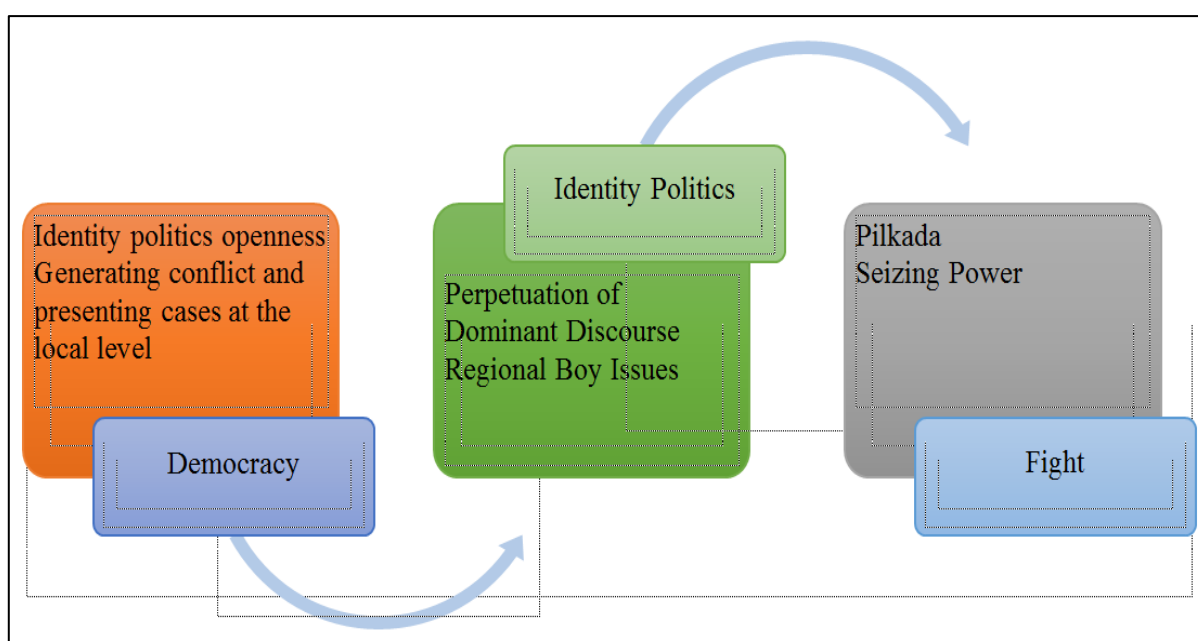 Identity politics openness
Generating conflict and
presenting cases at the
local level
Democracy
Identity Politics
Perpetuation of
Dominant Discourse
Regional Boy Issues
Pilkada
Seizing Power
Fight